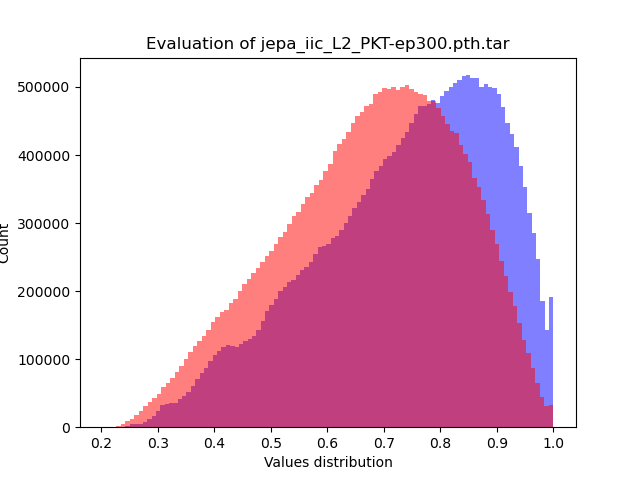 Evaluation of jepa_iic_L2_PKT-ep300.pth.tar
500000
400000
300000
200000
100000
0
Count
0.2 0.3 0.4 0.5 0.6 0.7 0.8 0.9 1.0
Values distribution